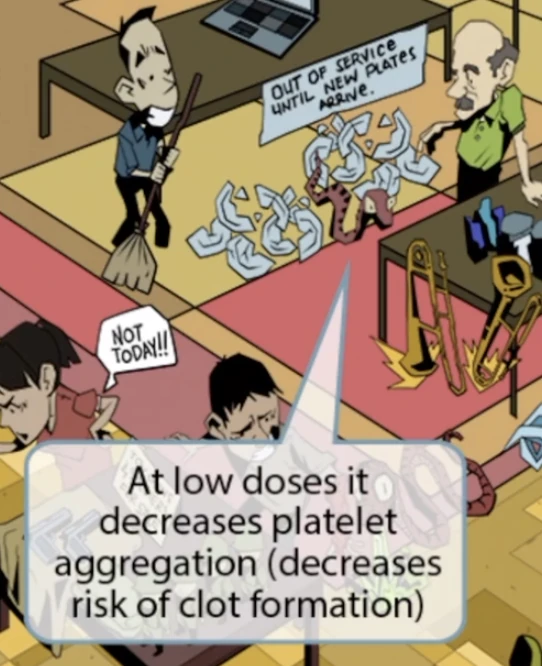 OUT OF SERVICE
UNTIL NEW PLATES
ARRIVE.
NOT
TODAY!!
At low doses it
decreases platelet
aggregation (decreases
risk of clot formation)